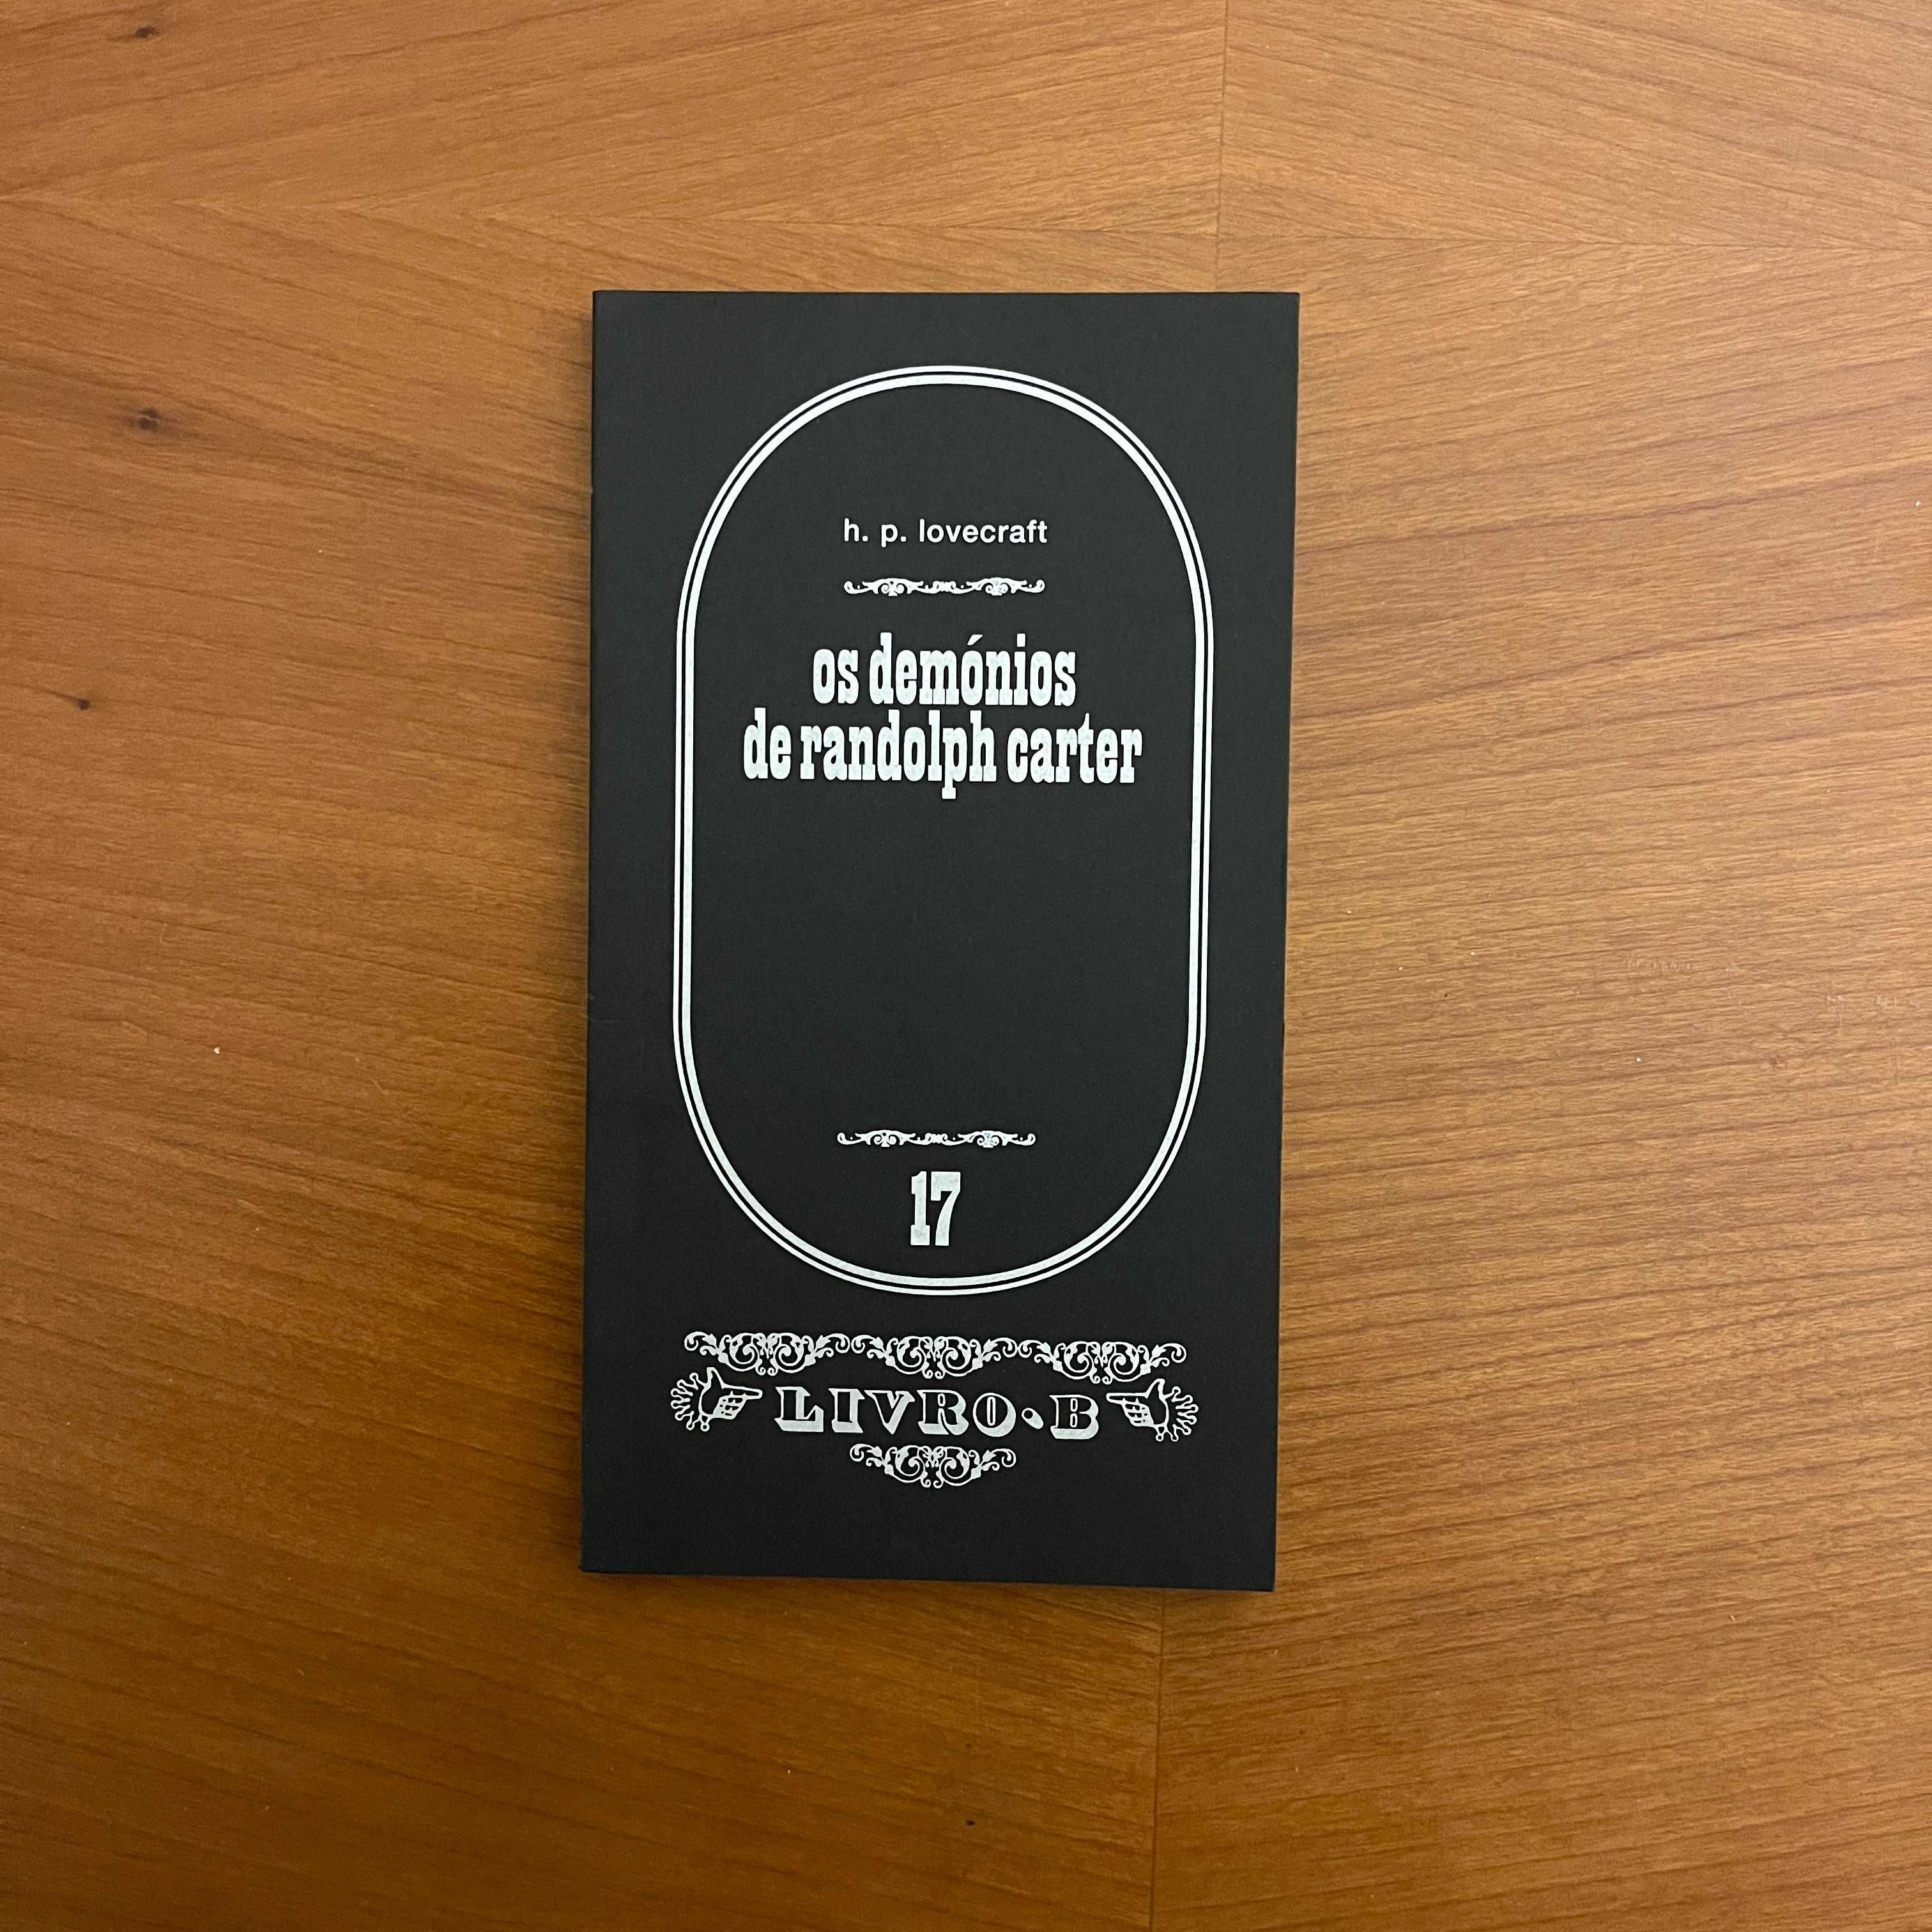 h. p. lovecraft
os demónios
de randolph carter
17
LIVRO·B